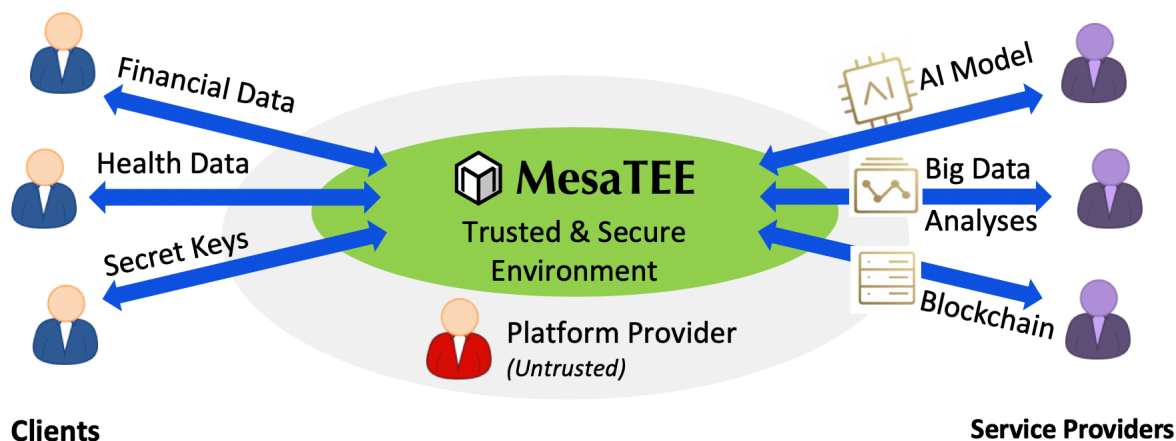 Financial Data
Health Data
Secret Keys
Clients
MesaTEE
Trusted & Secure
Environment
Platform Provider
(Untrusted)
AI
AI Model
Big Data
Analyses
Blockchain
Service Providers